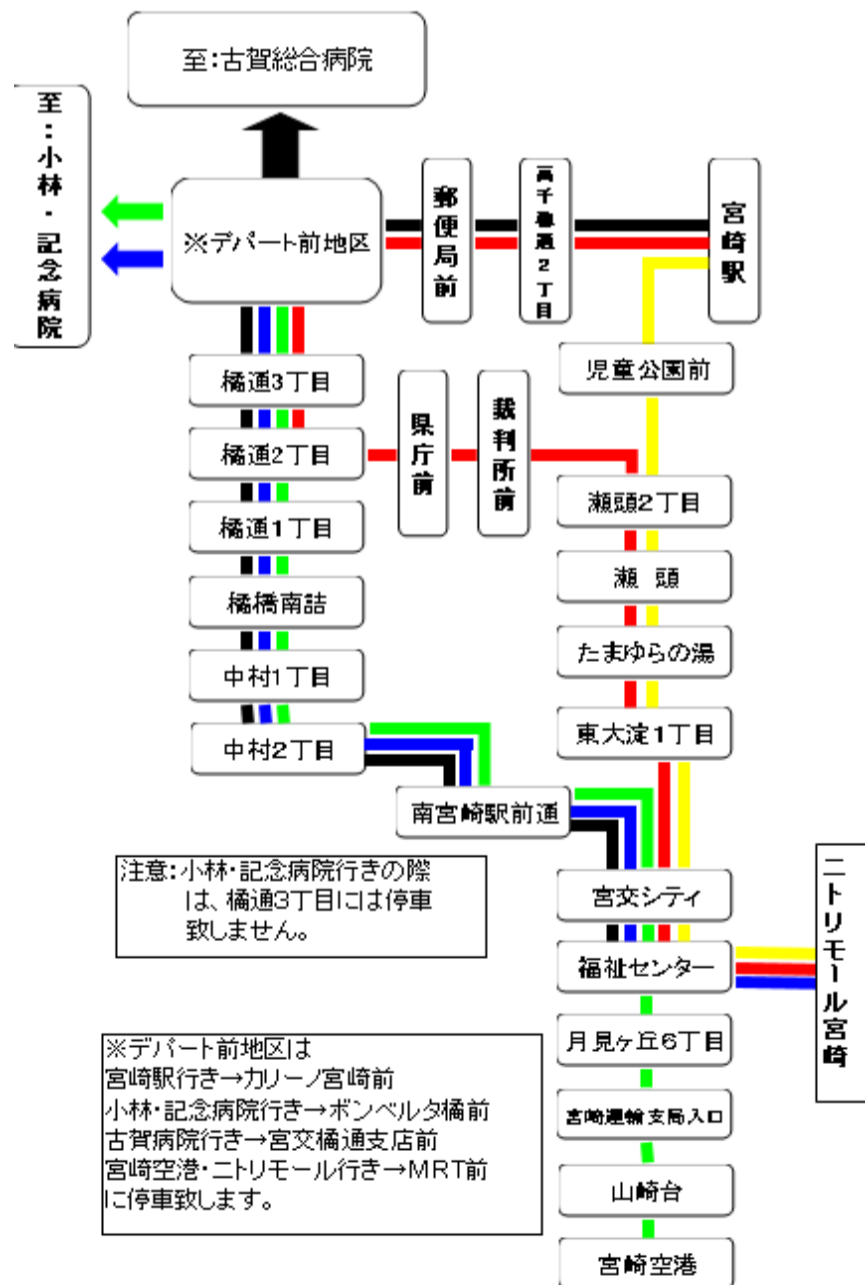 至:古賀総合病院
至:小林・記念病院
※デパート前地区
郵便局前
高千穂通2丁目
宮崎駅
児童公園前
橘通3丁目
橘通2丁目
県庁前
裁判所前
瀬頭2丁目
橘通1丁目
瀬 頭
橘橋南詰
たまゆらの湯
中村1丁目
東大淀1丁目
中村2丁目
南宮崎駅前通
注意:小林・記念病院行きの際
は、橘通3丁目には停車
致しません。
宮交シティ
福祉センター
ニトリモール宮崎
月見ヶ丘6丁目
宮崎運輸支局入口
山崎台
宮崎空港
※デパート前地区は
宮崎駅行き→カリーノ宮崎前
小林・記念病院行き→ボンベルタ橘前
古賀病院行き→宮交橘通支店前
宮崎空港・ニトリモール行き→MRT前
に停車致します。